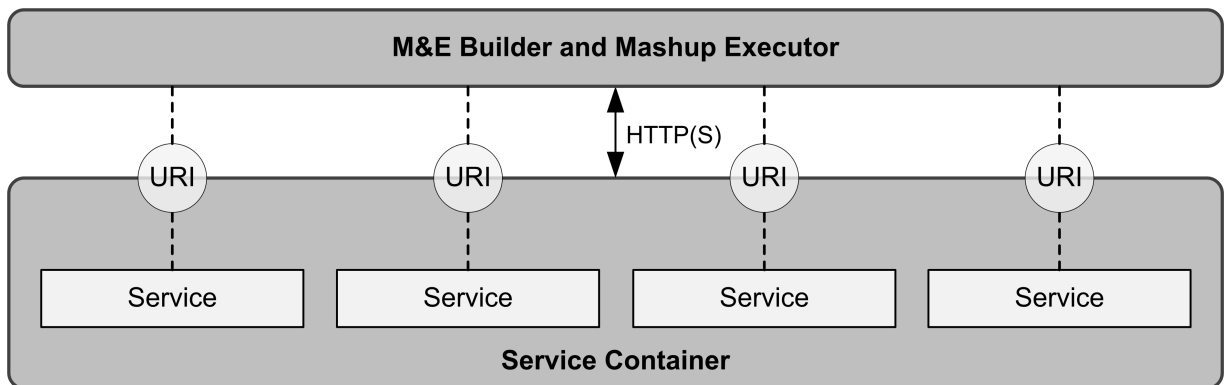 M&E Builder and Mashup Executor
HTTP(S)
URI URI URI URI
Service Service Service Service
Service Container